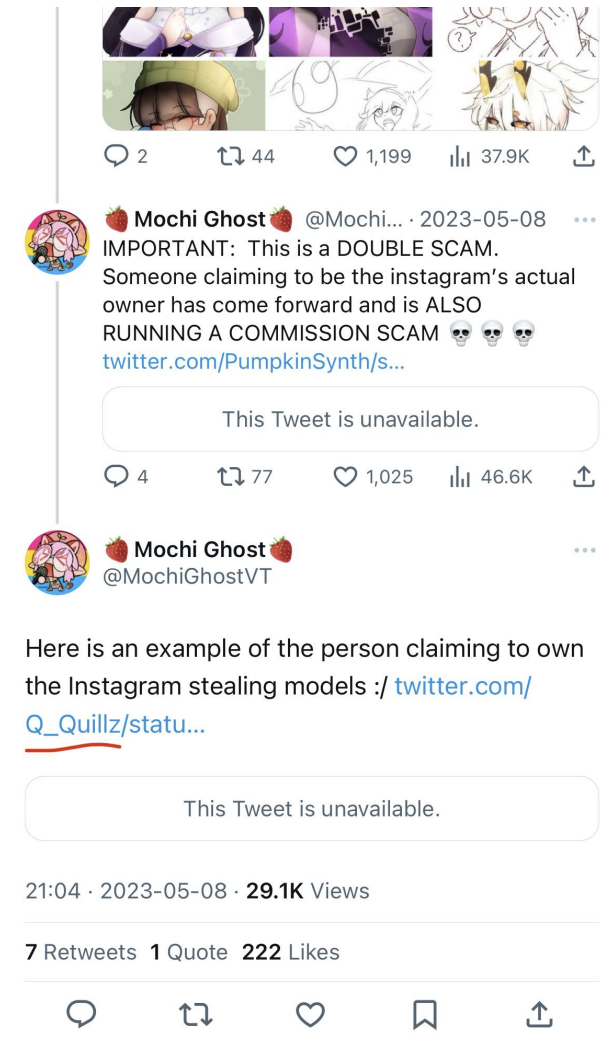 2 44 1,199 37.9K
Mochi Ghost @Mochi... · 2023-05-08
IMPORTANT: This is a DOUBLE SCAM.
Someone claiming to be the instagram's actual
owner has come forward and is ALSO
RUNNING A COMMISSION SCAM 💀 💀 💀
twitter.com/PumpkinSynth/s...
This Tweet is unavailable.
4 77 1,025 46.6K
Mochi Ghost
@MochiGhostVT
Here is an example of the person claiming to own
the Instagram stealing models :/ twitter.com/
Q_Quillz/statu...
This Tweet is unavailable.
21:04 · 2023-05-08 · 29.1K Views
7 Retweets 1 Quote 222 Likes